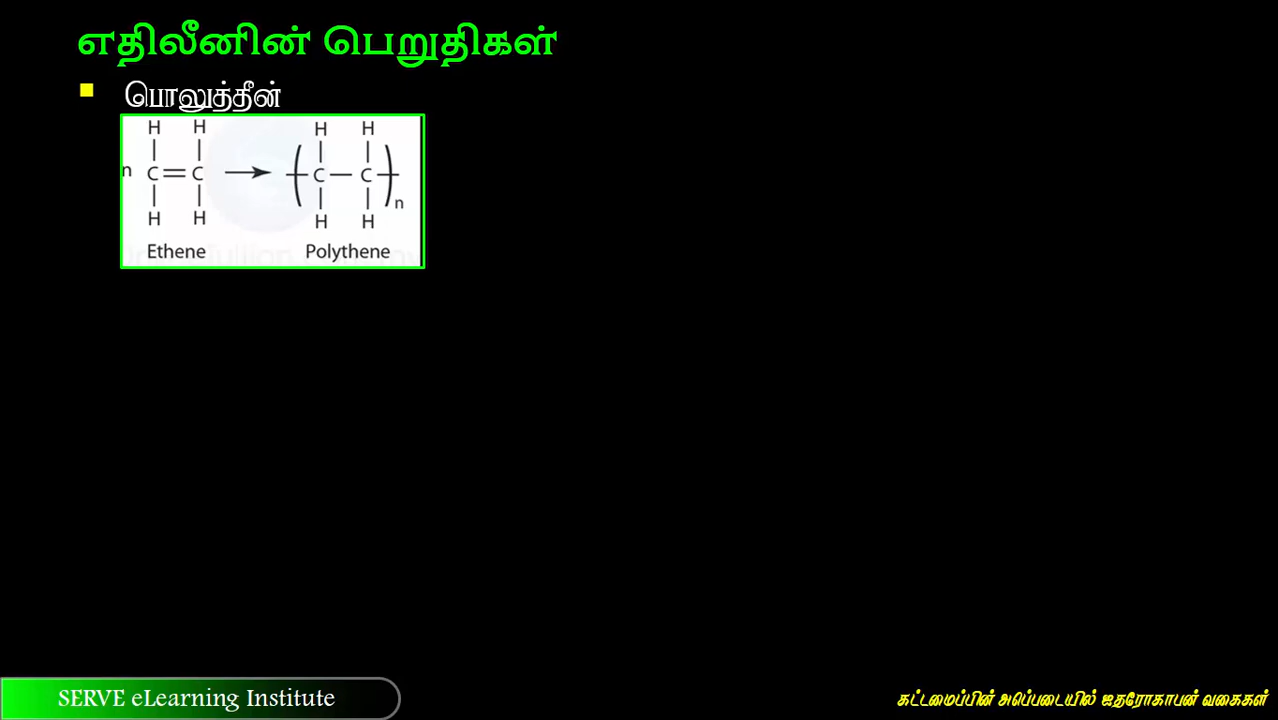 எதிலீனின் பெறுதிகள்
பொலுத்தீன்
H H H H
n C = C → ( C — C ) n
H H H H
Ethene Polythene
SERVE eLearning Institute
கட்டமைப்பின் அடிப்படையில் ஐதரோகாபன் வகைகள்